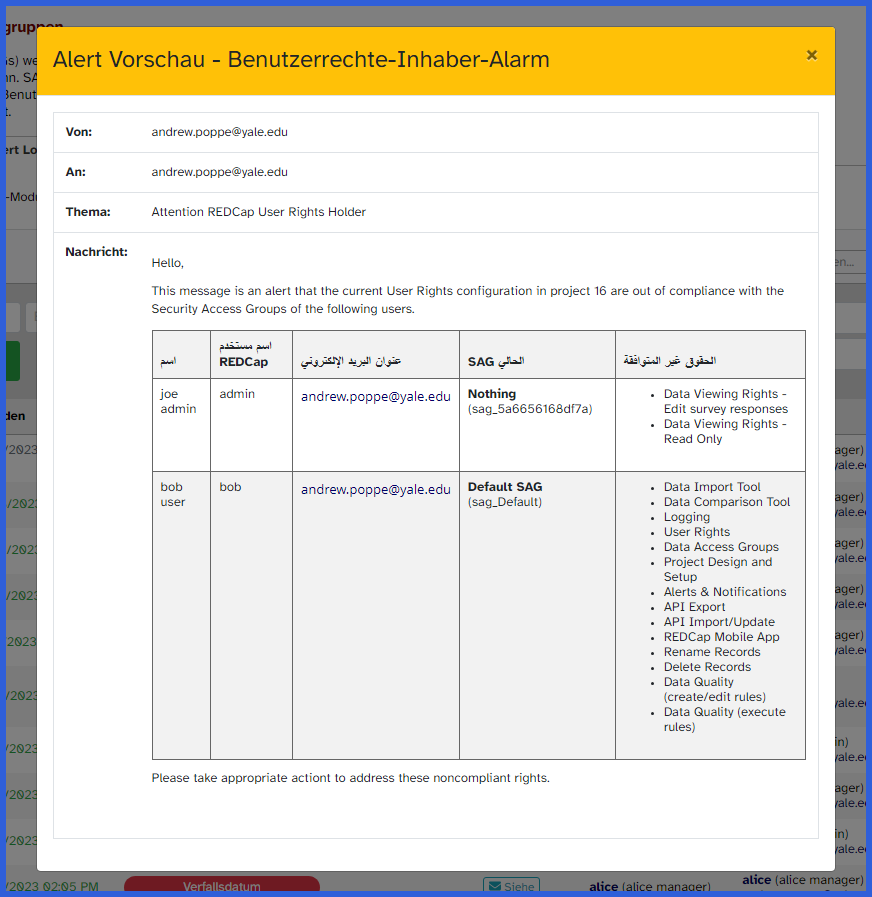 gruppen
Alert Vorschau - Benutzerrechte-Inhaber-Alarm
×
Von: andrew.poppe@yale.edu
An: andrew.poppe@yale.edu
Thema: Attention REDCap User Rights Holder
Nachricht:
Hello,
This message is an alert that the current User Rights configuration in project 16 are out of compliance with the
Security Access Groups of the following users.
اسم
اسم مستخدم
REDCap
عنوان البريد الإلكتروني
SAG الحالي
الحقوق غير المتوافقة
joe
admin
admin
andrew.poppe@yale.edu
Nothing
(sag_5a6656168df7a)
• Data Viewing Rights -
Edit survey responses
• Data Viewing Rights -
Read Only
bob
user
bob
andrew.poppe@yale.edu
Default SAG
(sag_Default)
• Data Import Tool
• Data Comparison Tool
• Logging
• User Rights
• Data Access Groups
• Project Design and
Setup
• Alerts & Notifications
• API Export
• API Import/Update
• REDCap Mobile App
• Rename Records
• Delete Records
• Data Quality
(create/edit rules)
• Data Quality (execute
rules)
Please take appropriate actiont to address these noncompliant rights.
/2023 02:05 PM
Verfallsdatum
Siehe
alice (alice manager)
alice (alice manager)